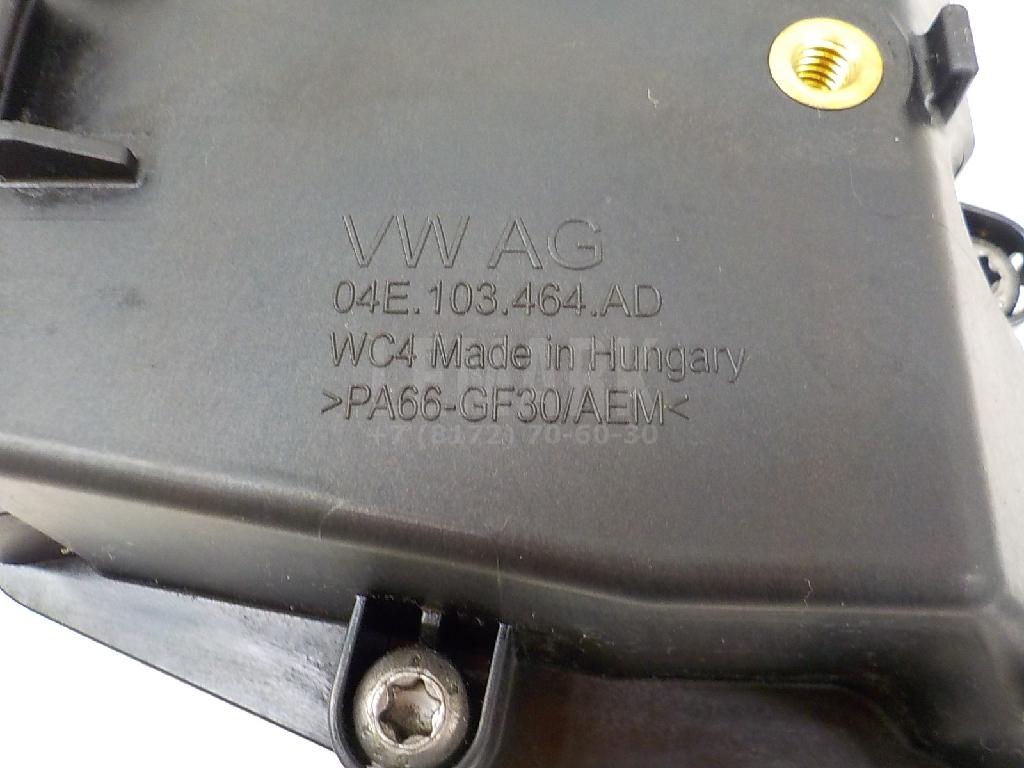 VW AG
04E.103.464.AD
WC4 Made in Hungary
>PA66-GF30/AEM<
+7 (8172) 70-60-30